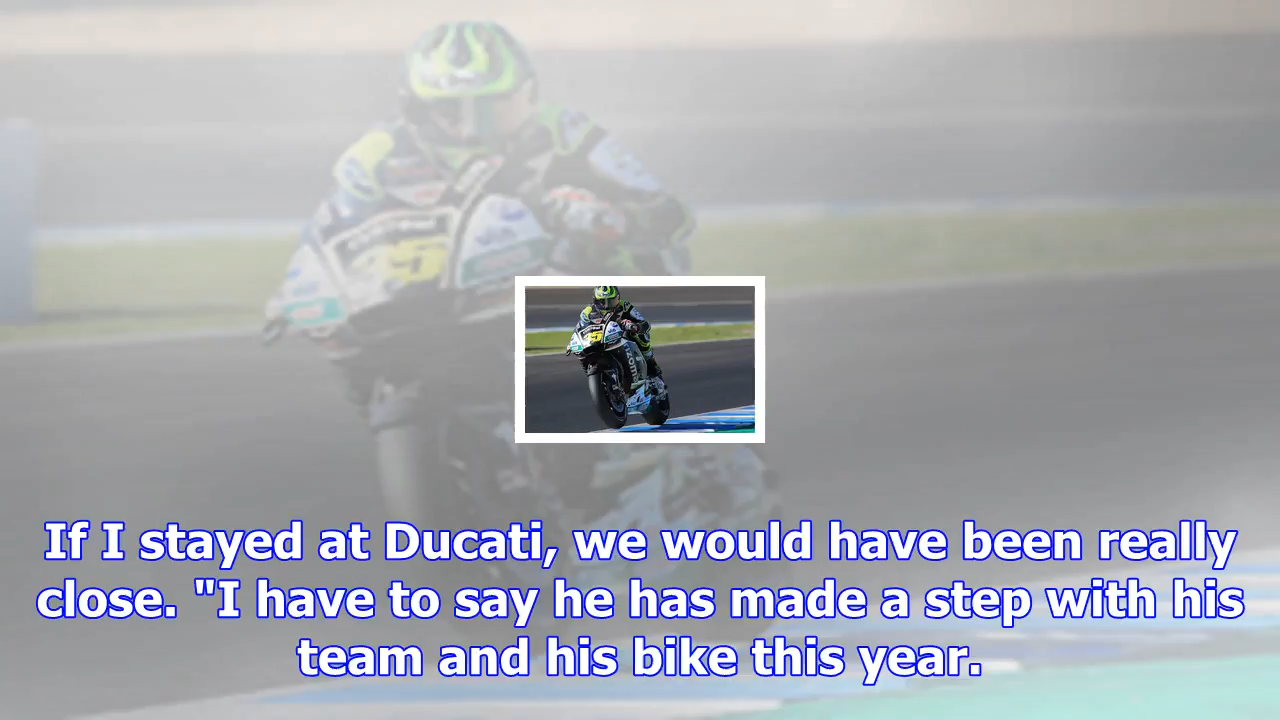 If I stayed at Ducati, we would have been really
close. "I have to say he has made a step with his
team and his bike this year.